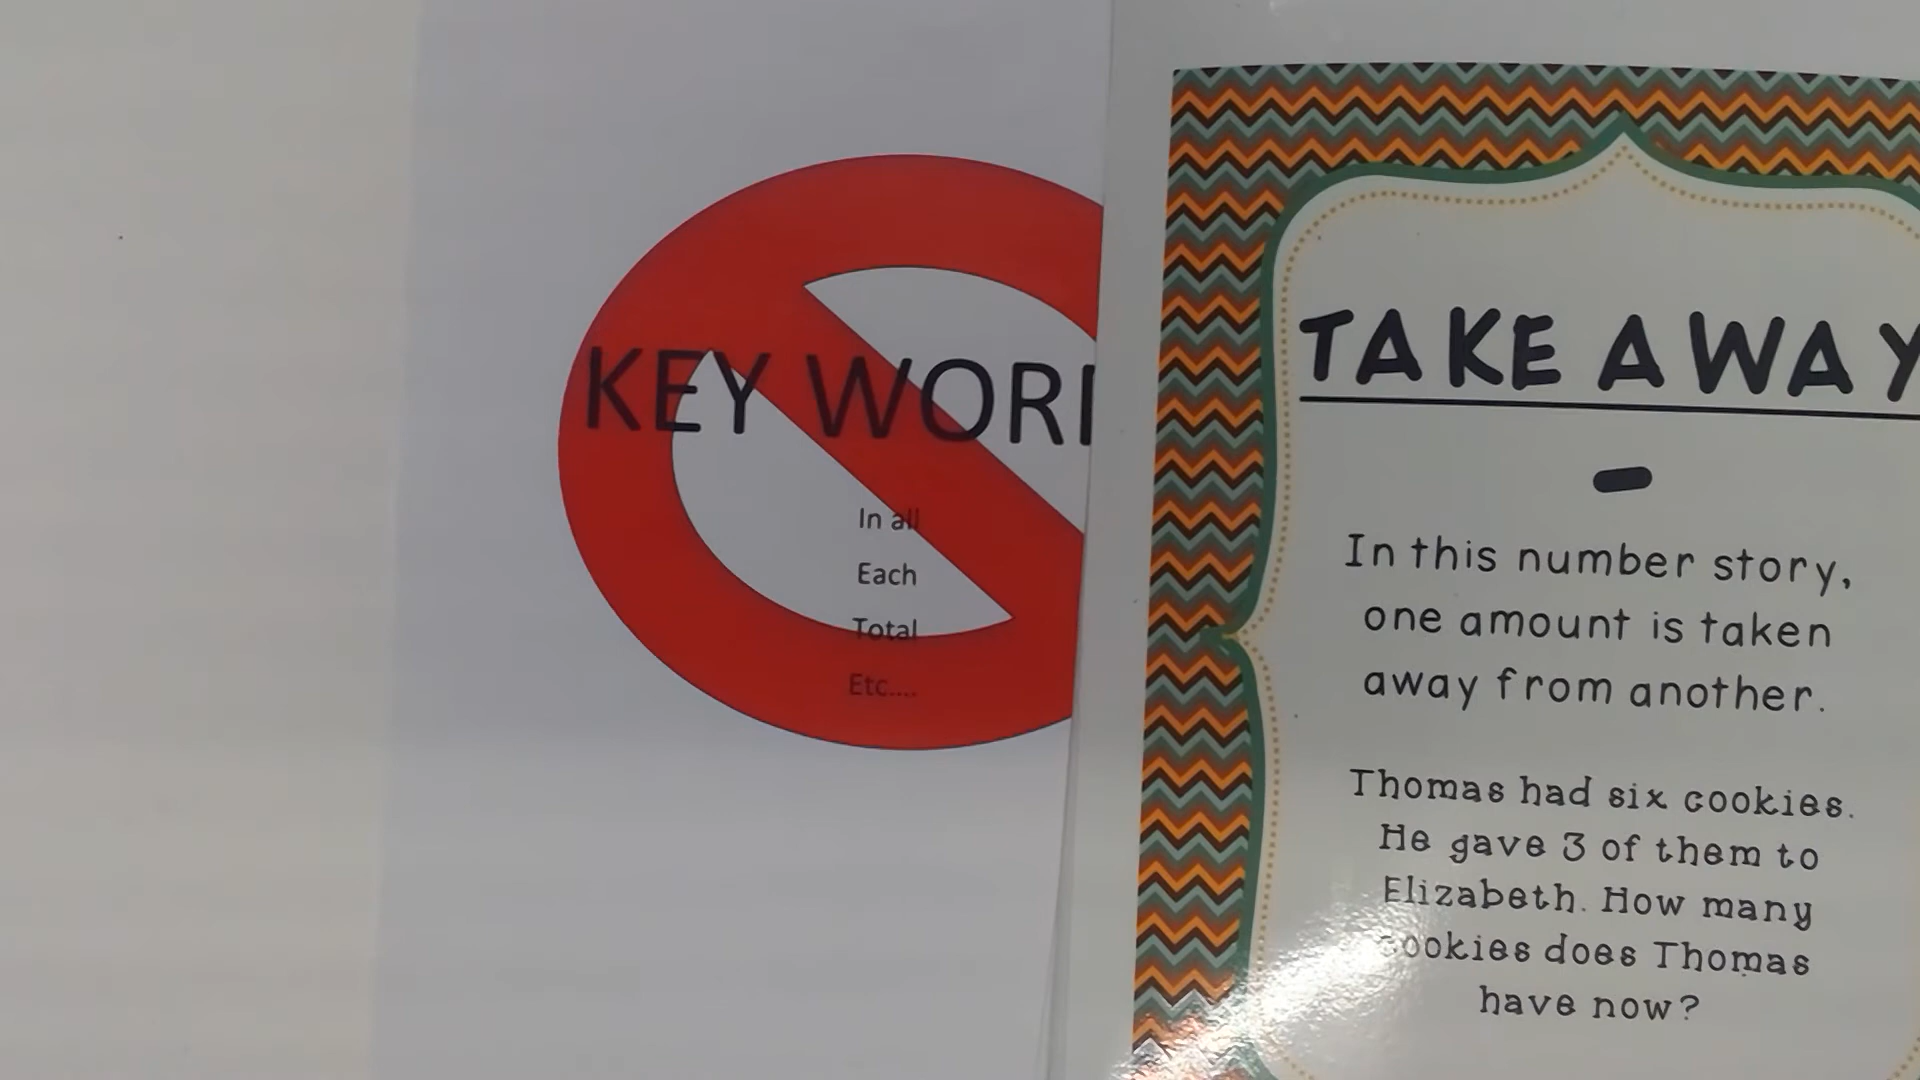 KEY WOR
In all
Each
Total
Etc....
TAKE AWAY
-
In this number story,
one amount is taken
away from another.
Thomas had six cookies.
He gave 3 of them to
Elizabeth. How many
cookies does Thomas
have now?